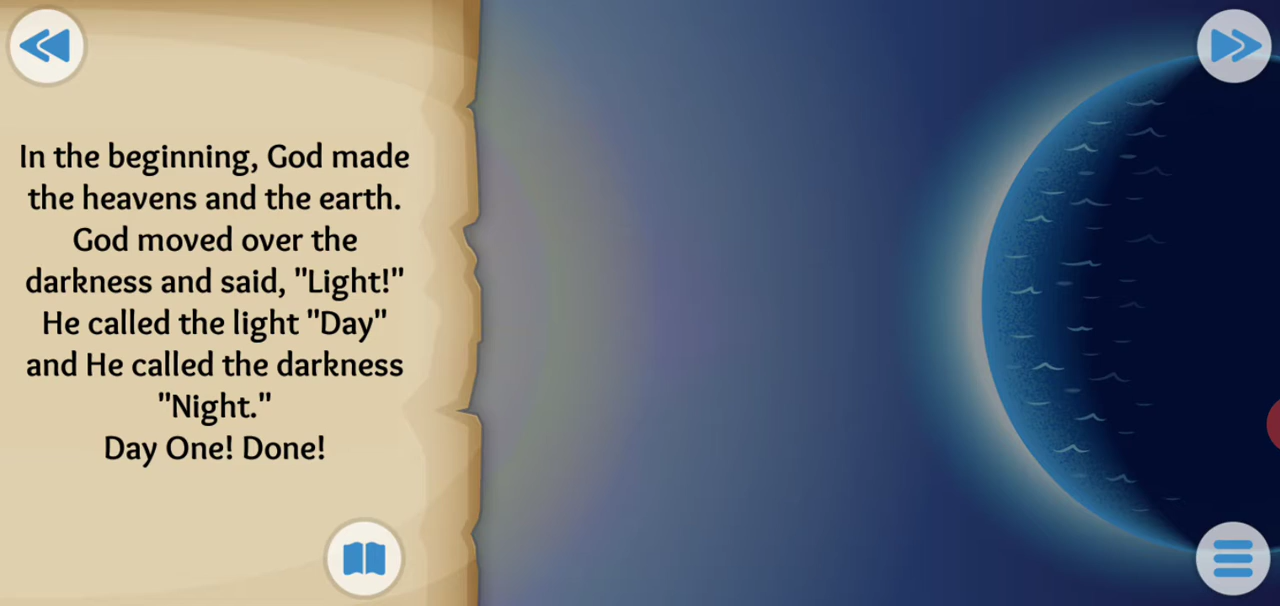 In the beginning, God made
the heavens and the earth.
God moved over the
darkness and said, "Light!"
He called the light "Day"
and He called the darkness
"Night."
Day One! Done!